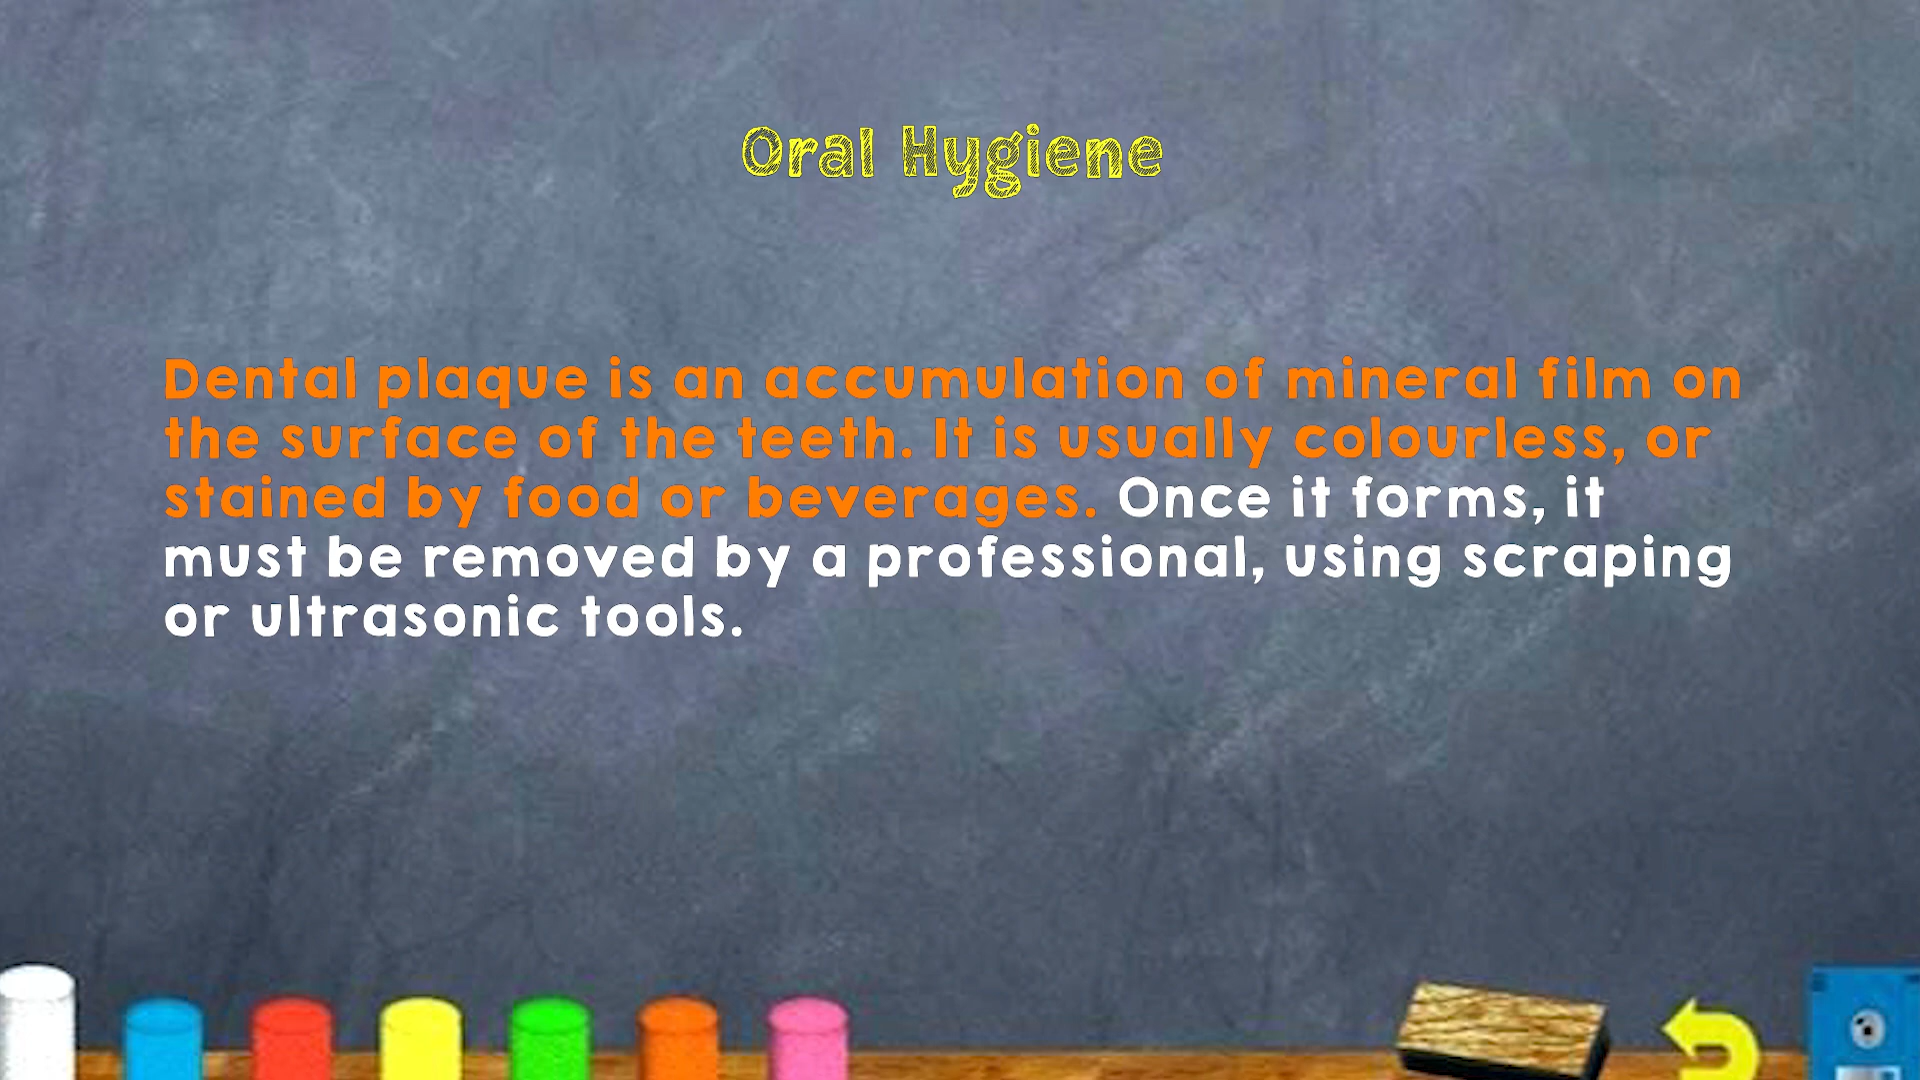 Oral Hygiene
Dental plaque is an accumulation of mineral film on
the surface of the teeth. It is usually colourless, or
stained by food or beverages. Once it forms, it
must be removed by a professional, using scraping
or ultrasonic tools.